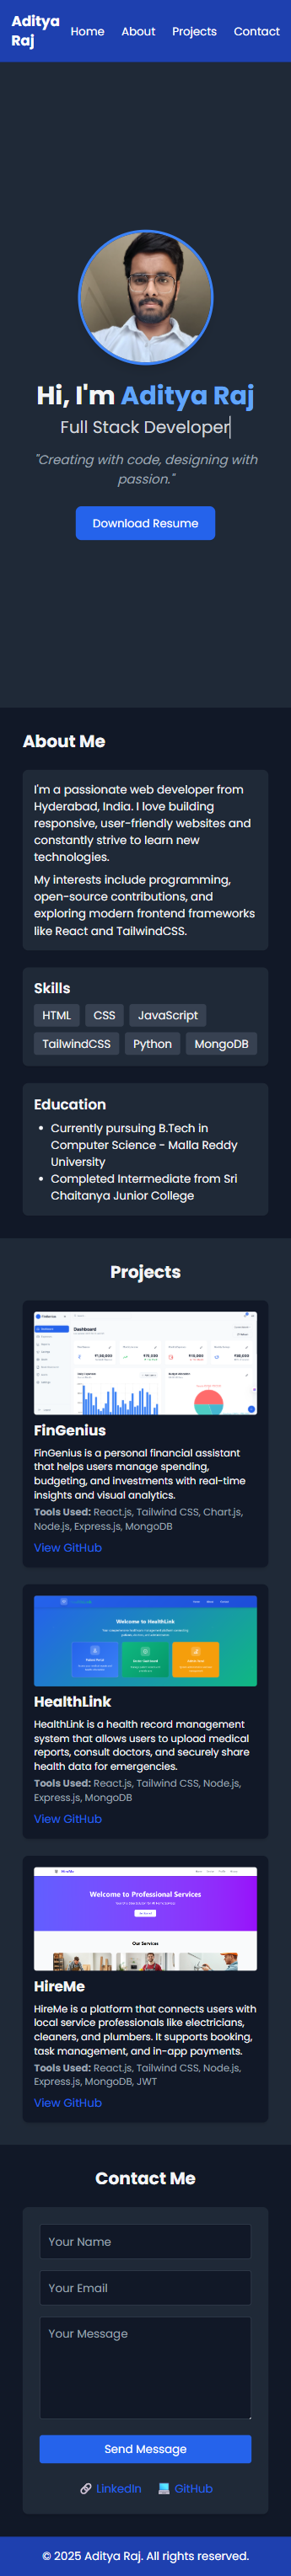 Aditya
Raj
Home About Projects Contact
Hi, I'm Aditya Raj
Full Stack Developer
"Creating with code, designing with
passion."
Download Resume
About Me
I'm a passionate web developer from
Hyderabad, India. I love building
responsive, user-friendly websites and
constantly strive to learn new
technologies.
My interests include programming,
open-source contributions, and
exploring modern frontend frameworks
like React and TailwindCSS.
Skills
HTML CSS JavaScript
TailwindCSS Python MongoDB
Education
• Currently pursuing B.Tech in
Computer Science - Malla Reddy
University
• Completed Intermediate from Sri
Chaitanya Junior College
Projects
Dashboard
FinGenius
FinGenius is a personal financial assistant
that helps users manage spending,
budgeting, and investments with real-time
insights and visual analytics.
Tools Used: React.js, Tailwind CSS, Chart.js,
Node.js, Express.js, MongoDB
View GitHub
Welcome to HealthLink
HealthLink
HealthLink is a health record management
system that allows users to upload medical
reports, consult doctors, and securely share
health data for emergencies.
Tools Used: React.js, Tailwind CSS, Node.js,
Express.js, MongoDB
View GitHub
Welcome to Professional Services
Our Services
HireMe
HireMe is a platform that connects users with
local service professionals like electricians,
cleaners, and plumbers. It supports booking,
task management, and in-app payments.
Tools Used: React.js, Tailwind CSS, Node.js,
Express.js, MongoDB, JWT
View GitHub
Contact Me
Your Name
Your Email
Your Message
Send Message
LinkedIn GitHub
© 2025 Aditya Raj. All rights reserved.